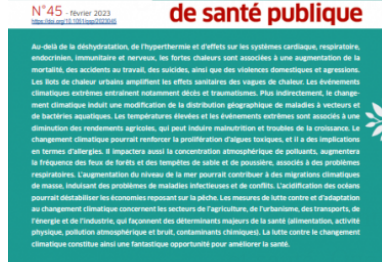 de santé publique
N°45 - février 2023
Au-delà de la déshydratation, de l'hyperthermie et d'effets sur les systèmes cardiaque, respiratoire,
endocrinien, immunitaire et nerveux, les fortes chaleurs sont associées à une augmentation de la
mortalité, des accidents au travail, des suicides, ainsi que des violences domestiques et agressions.
Les îlots de chaleur urbains amplifient les effets sanitaires des vagues de chaleur. Les événements
climatiques extrêmes entraînent notamment décès et traumatismes. Plus indirectement, le change-
ment climatique induit une modification de la distribution géographique de maladies à vecteurs et
de bactéries aquatiques. Les températures élevées et les événements extrêmes sont associés à une
diminution des rendements agricoles, qui peut induire malnutrition et troubles de la croissance. Le
changement climatique pourrait renforcer la prolifération d'algues toxiques, et il a des implications
en termes d'allergies. Il impactera aussi la concentration atmosphérique de polluants, augmentera
la fréquence des feux de forêts et des tempêtes de sable et de poussière, associés à des problèmes
respiratoires. L'augmentation du niveau de la mer pourrait contribuer à des migrations climatiques
de masse, induisant des problèmes de maladies infectieuses et de conflits. L'acidification des océans
pourrait déstabiliser les économies reposant sur la pêche. Les mesures de lutte contre et d'adaptation
au changement climatique concernent les secteurs de l'agriculture, de l'urbanisme, des transports, de
l'énergie et de l'industrie, qui façonnent des déterminants majeurs de la santé (alimentation, activité
physique, pollution atmosphérique et bruit, contaminants chimiques). La lutte contre le changement
climatique constitue ainsi une fantastique opportunité pour améliorer la santé.